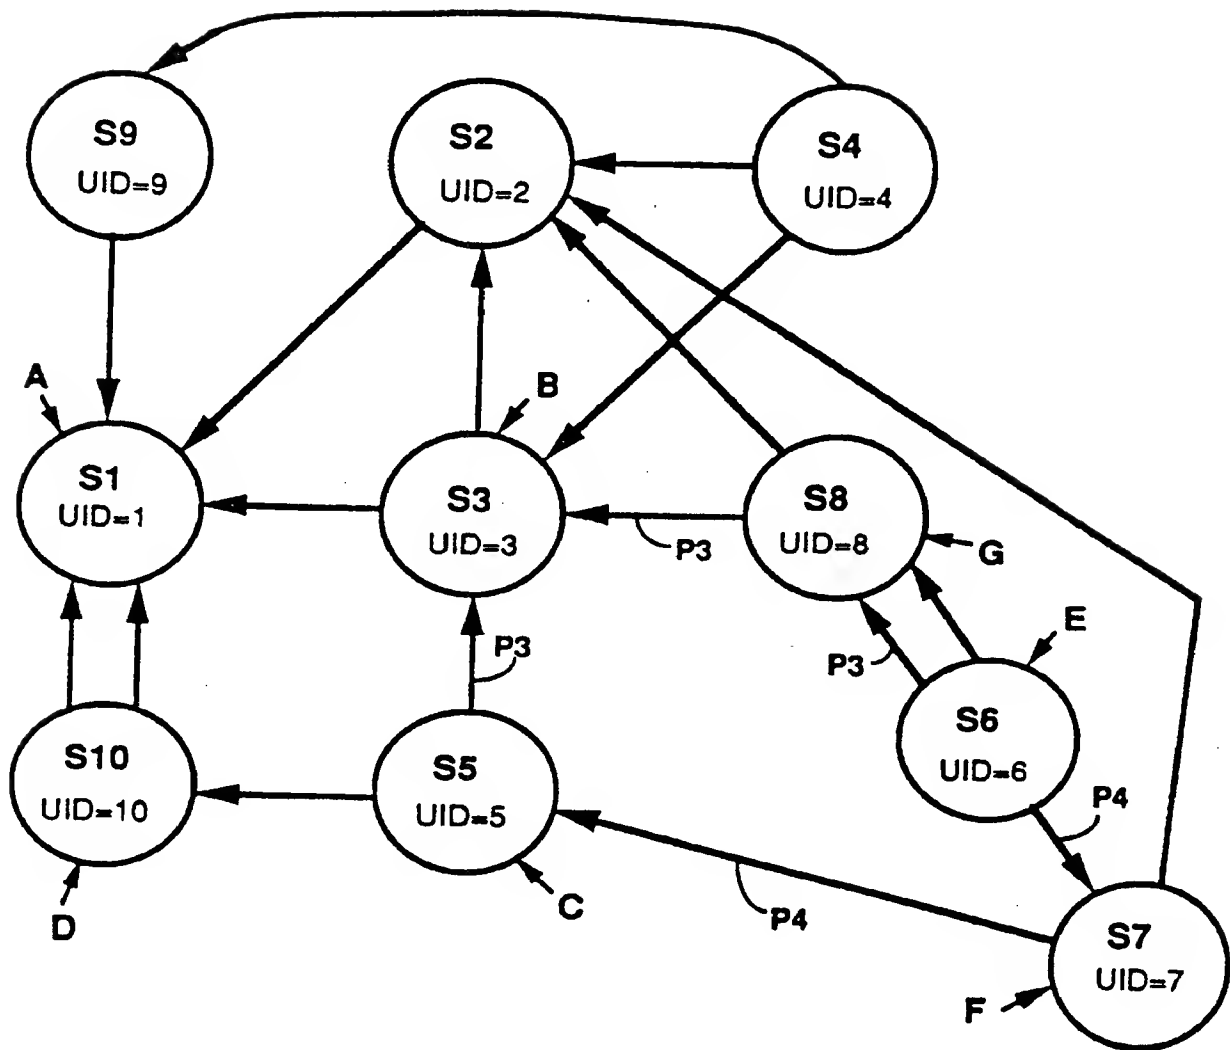 S9
UID=9
S2
UID=2
S4
UID=4
A
B
S1
UID=1
S3
UID=3
P3
S8
UID=8
G
P3
P3
E
S6
UID=6
S10
UID=10
S5
UID=5
P4
P4
D
C
S7
UID=7
F